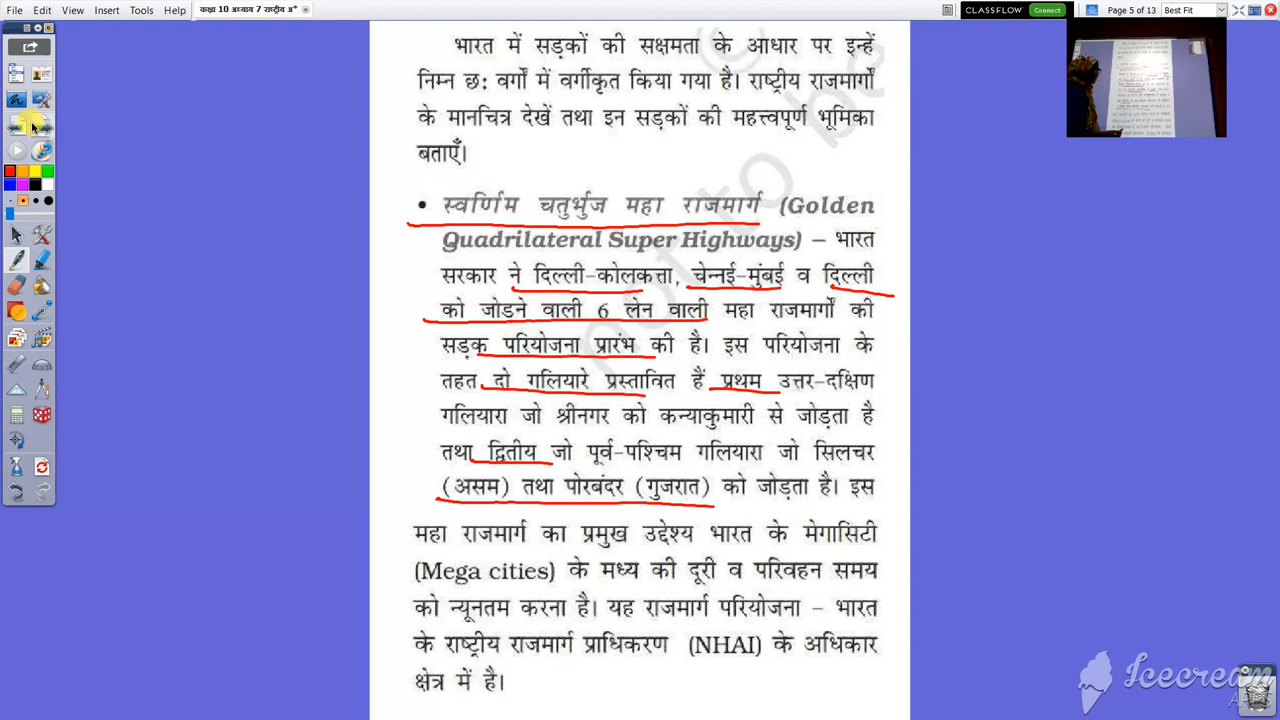 File Edit View Insert Tools Help कक्षा 10 अध्याय 7 राष्ट्रीय अ* CLASSFLOW Connect Page 5 of 13 Best Fit
भारत में सड़कों की सक्षमता के आधार पर इन्हें
निम्न छः वर्गों में वर्गीकृत किया गया है। राष्ट्रीय राजमार्गों
के मानचित्र देखें तथा इन सड़कों की महत्त्वपूर्ण भूमिका
बताएँ।
• स्वर्णिम चतुर्भुज महा राजमार्ग (Golden
Quadrilateral Super Highways) – भारत
सरकार ने दिल्ली-कोलकत्ता, चेन्नई-मुंबई व दिल्ली
को जोडने वाली 6 लेन वाली महा राजमार्गों की
सड़क परियोजना प्रारंभ की है। इस परियोजना के
तहत दो गलियारे प्रस्तावित हैं प्रथम उत्तर-दक्षिण
गलियारा जो श्रीनगर को कन्याकुमारी से जोड़ता है
तथा द्वितीय जो पूर्व-पश्चिम गलियारा जो सिलचर
(असम) तथा पोरबंदर (गुजरात) को जोड़ता है। इस
महा राजमार्ग का प्रमुख उद्देश्य भारत के मेगासिटी
(Mega cities) के मध्य की दूरी व परिवहन समय
को न्यूनतम करना है। यह राजमार्ग परियोजना – भारत
के राष्ट्रीय राजमार्ग प्राधिकरण (NHAI) के अधिकार
क्षेत्र में है।
not to
Icecream
APPS